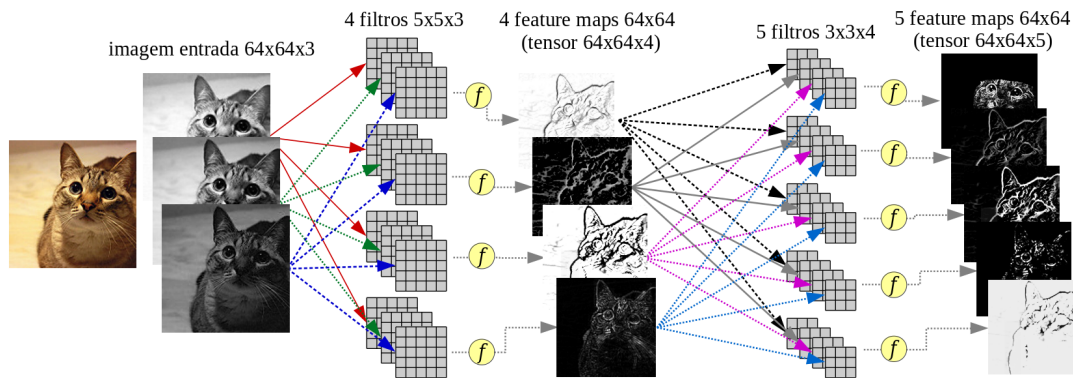 imagem entrada 64x64x3
4 filtros 5x5x3
4 feature maps 64x64
(tensor 64x64x4)
5 filtros 3x3x4
5 feature maps 64x64
(tensor 64x64x5)
f
f
f
f
f
f
f
f
f